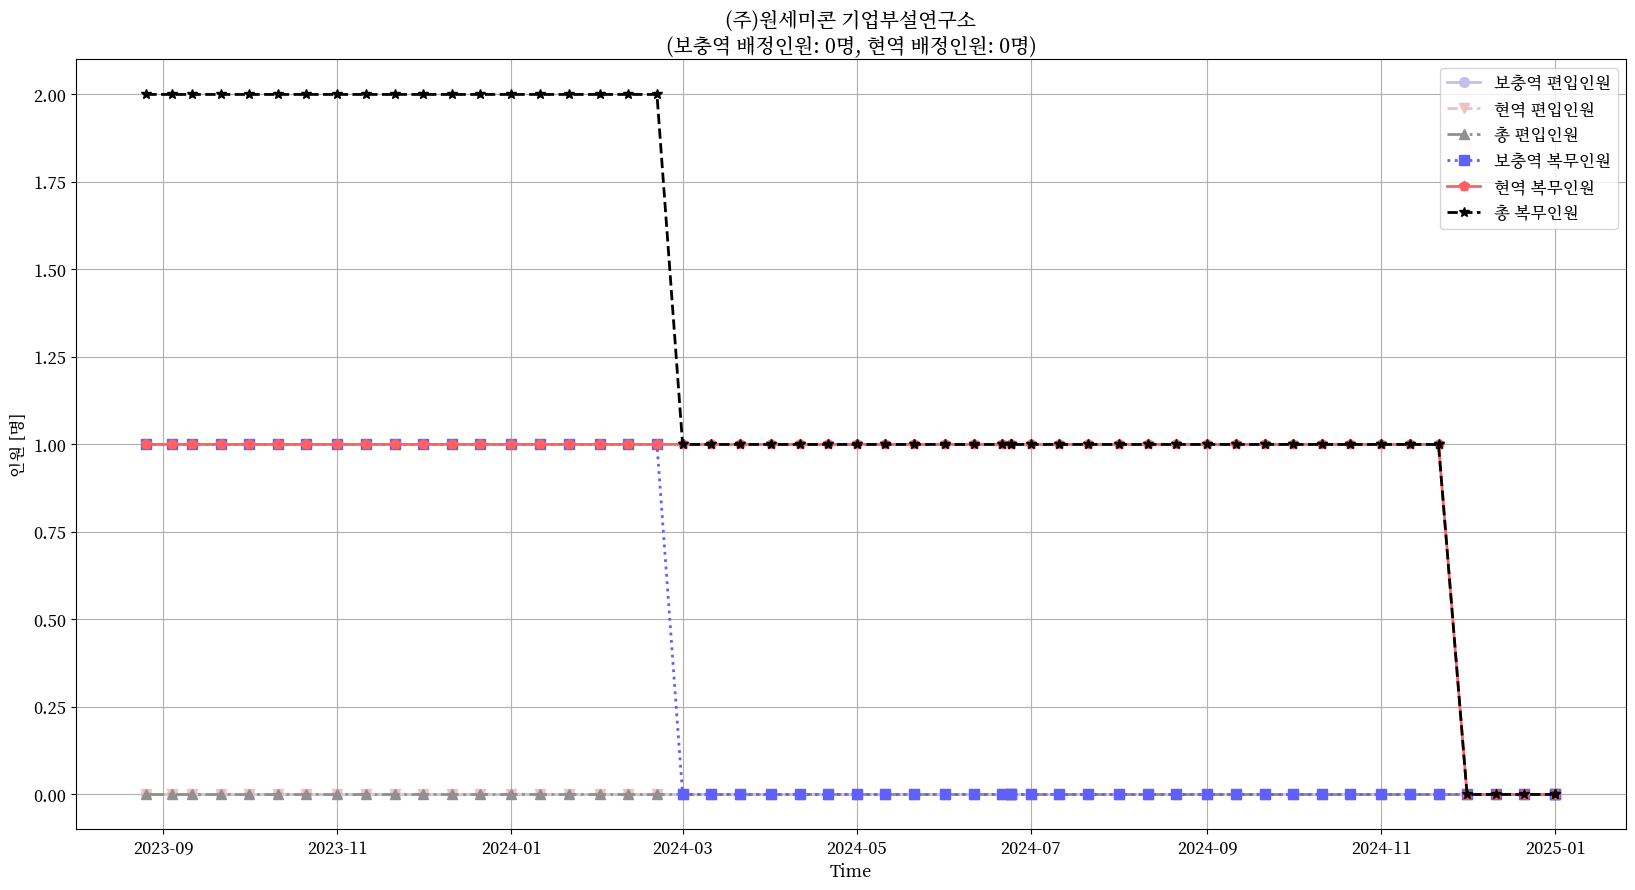 (주)원세미콘 기업부설연구소
(보충역 배정인원: 0명, 현역 배정인원: 0명)
보충역 편입인원
현역 편입인원
총 편입인원
보충역 복무인원
현역 복무인원
총 복무인원
인원 [명]
2.00
1.75
1.50
1.25
1.00
0.75
0.50
0.25
0.00
2023-09 2023-11 2024-01 2024-03 2024-05 2024-07 2024-09 2024-11 2025-01
Time